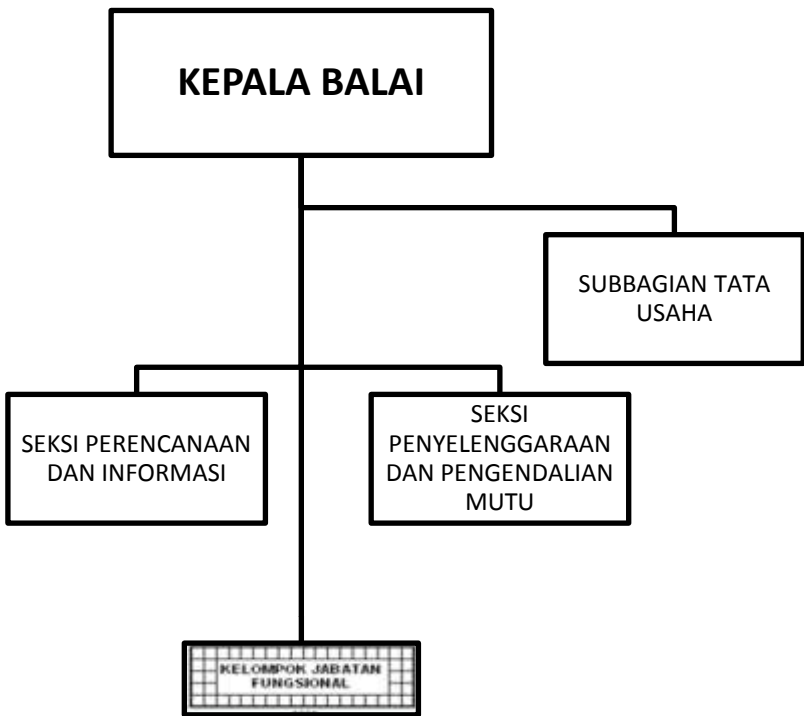 KEPALA BALAI
SUBBAGIAN TATA
USAHA
SEKSI PERENCANAAN
DAN INFORMASI
SEKSI
PENYELENGGARAAN
DAN PENGENDALIAN
MUTU
KELOMPOK JABATAN
FUNGSIONAL